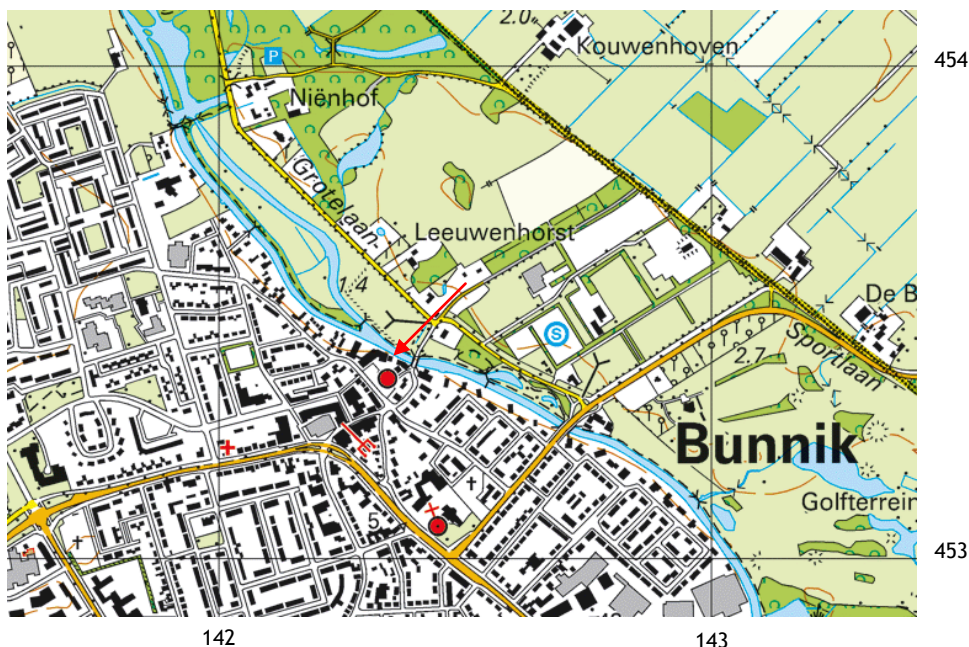 2.0
Kouwenhoven
454
P
Niënhof
Grotelaan
Leeuwenhorst
1.4
De B
S
Sportlaan
2.7
Bunnik
Golfterrein
5
453
142
143